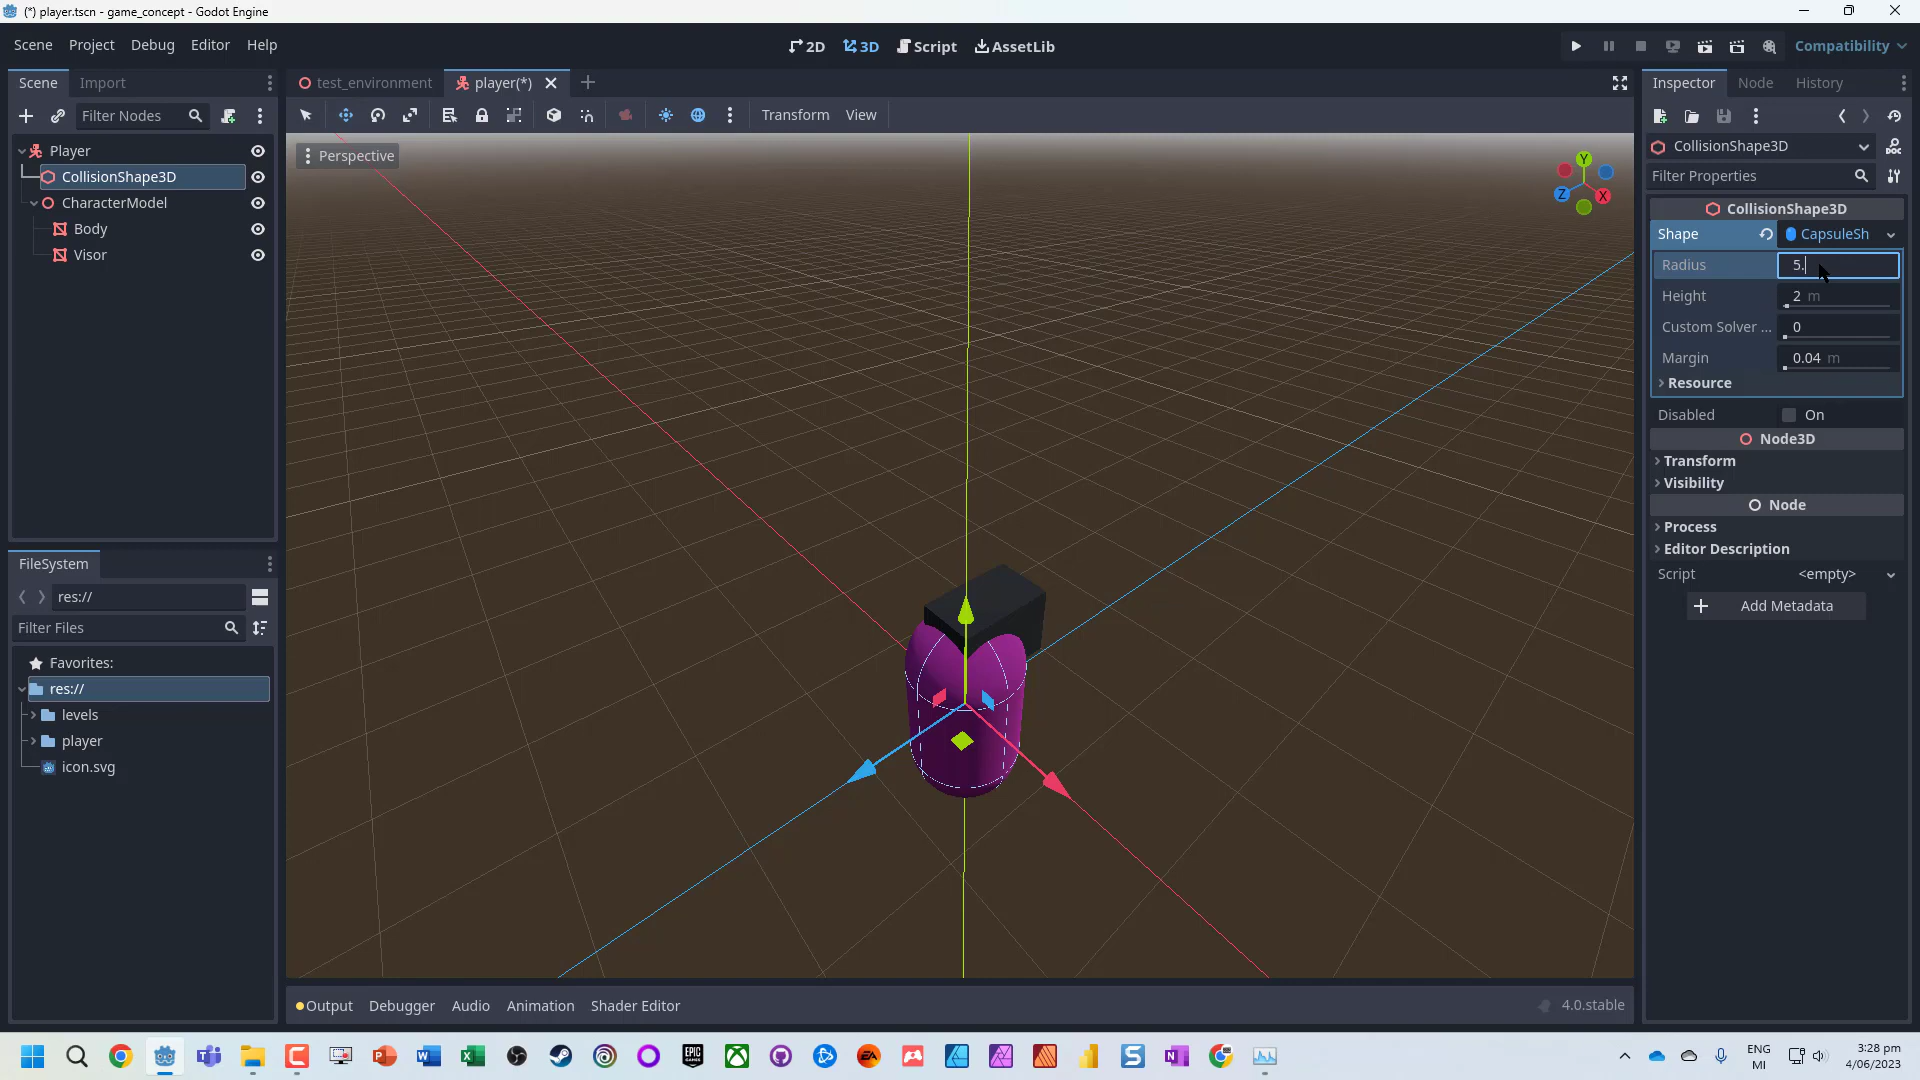 (*) player.tscn - game_concept - Godot Engine
Scene Project Debug Editor Help
2D 3D Script AssetLib
Compatibility
Scene Import
test_environment player(*)
Inspector Node History
Filter Nodes
Transform View
Perspective
Player
CollisionShape3D
CharacterModel
Body
Visor
Y
Z
X
CollisionShape3D
Filter Properties
CollisionShape3D
Shape CapsuleSh
Radius 5.
Height 2 m
Custom Solver ... 0
Margin 0.04 m
Resource
Disabled On
Node3D
Transform
Visibility
Node
Process
Editor Description
Script <empty>
Add Metadata
FileSystem
res://
Filter Files
Favorites:
res://
levels
player
icon.svg
Output Debugger Audio Animation Shader Editor
4.0.stable
ENG
MI
3:28 pm
4/06/2023